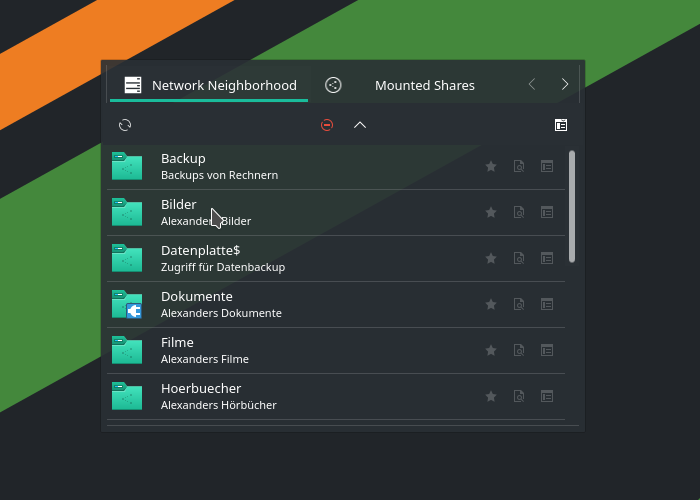 Network Neighborhood
Mounted Shares
Backup
Backups von Rechnern
Bilder
Alexanders Bilder
Datenplatte$
Zugriff für Datenbackup
Dokumente
Alexanders Dokumente
Filme
Alexanders Filme
Hoerbuecher
Alexanders Hörbücher